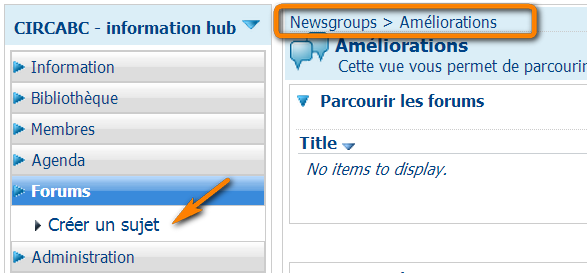 CIRCABC - information hub
Information
Bibliothèque
Membres
Agenda
Forums
Créer un sujet
Administration
Newsgroups > Améliorations
Améliorations
Cette vue vous permet de parcourir
Parcourir les forums
Title
No items to display.